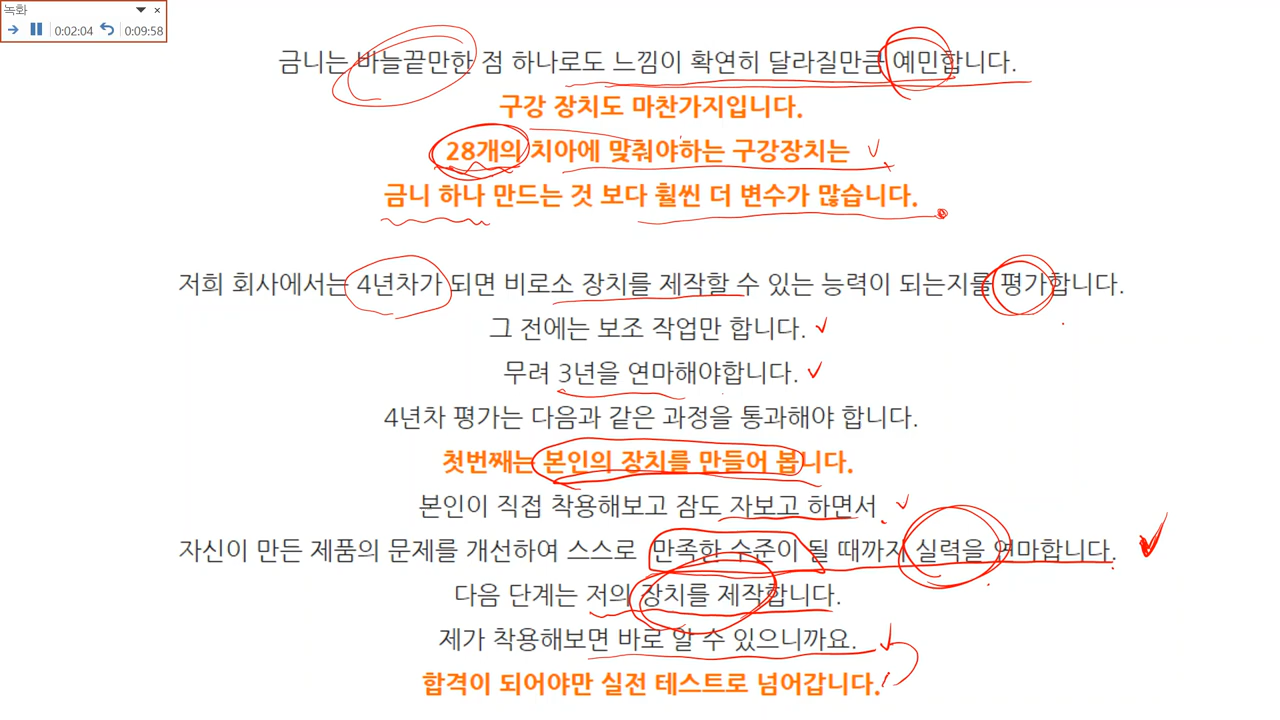 녹화
0:02:04 0:09:58
금니는 바늘끝만한 점 하나로도 느낌이 확연히 달라질만큼 예민합니다.
구강 장치도 마찬가지입니다.
28개의 치아에 맞춰야하는 구강장치는
금니 하나 만드는 것 보다 훨씬 더 변수가 많습니다.
저희 회사에서는 4년차가 되면 비로소 장치를 제작할 수 있는 능력이 되는지를 평가합니다.
그 전에는 보조 작업만 합니다.
무려 3년을 연마해야합니다.
4년차 평가는 다음과 같은 과정을 통과해야 합니다.
첫번째는 본인의 장치를 만들어 봅니다.
본인이 직접 착용해보고 잠도 자보고 하면서
자신이 만든 제품의 문제를 개선하여 스스로 만족한 수준이 될 때까지 실력을 연마합니다.
다음 단계는 저의 장치를 제작합니다.
제가 착용해보면 바로 알 수 있으니까요.
합격이 되어야만 실전 테스트로 넘어갑니다.